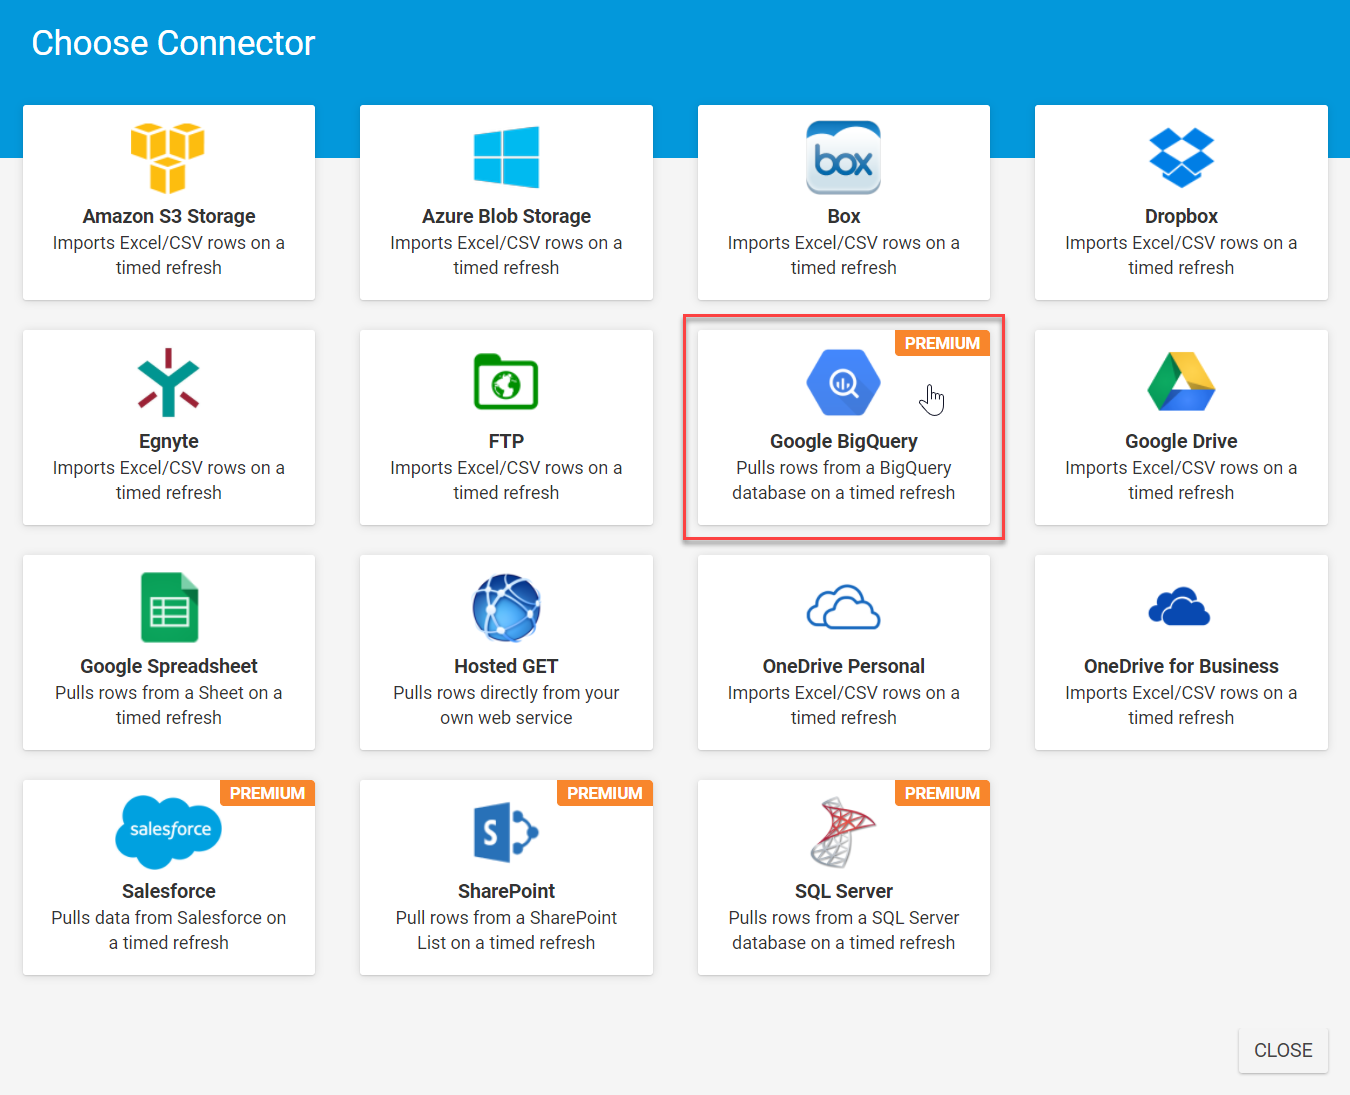 Choose Connector
Amazon S3 Storage
Imports Excel/CSV rows on a
timed refresh
Azure Blob Storage
Imports Excel/CSV rows on a
timed refresh
box
Box
Imports Excel/CSV rows on a
timed refresh
Dropbox
Imports Excel/CSV rows on a
timed refresh
Egnyte
Imports Excel/CSV rows on a
timed refresh
FTP
Imports Excel/CSV rows on a
timed refresh
PREMIUM
Google BigQuery
Pulls rows from a BigQuery
database on a timed refresh
Google Drive
Imports Excel/CSV rows on a
timed refresh
Google Spreadsheet
Pulls rows from a Sheet on a
timed refresh
Hosted GET
Pulls rows directly from your
own web service
OneDrive Personal
Imports Excel/CSV rows on a
timed refresh
OneDrive for Business
Imports Excel/CSV rows on a
timed refresh
PREMIUM
salesforce
Salesforce
Pulls data from Salesforce on
a timed refresh
PREMIUM
S
SharePoint
Pull rows from a SharePoint
List on a timed refresh
PREMIUM
SQL Server
Pulls rows from a SQL Server
database on a timed refresh
CLOSE